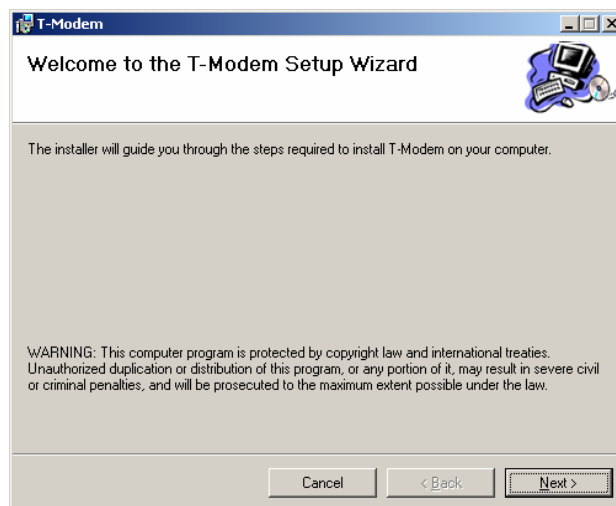 T-Modem
Welcome to the T-Modem Setup Wizard
The installer will guide you through the steps required to install T-Modem on your computer.
WARNING: This computer program is protected by copyright law and international treaties.
Unauthorized duplication or distribution of this program, or any portion of it, may result in severe civil
or criminal penalties, and will be prosecuted to the maximum extent possible under the law.
Cancel
< Back
Next >